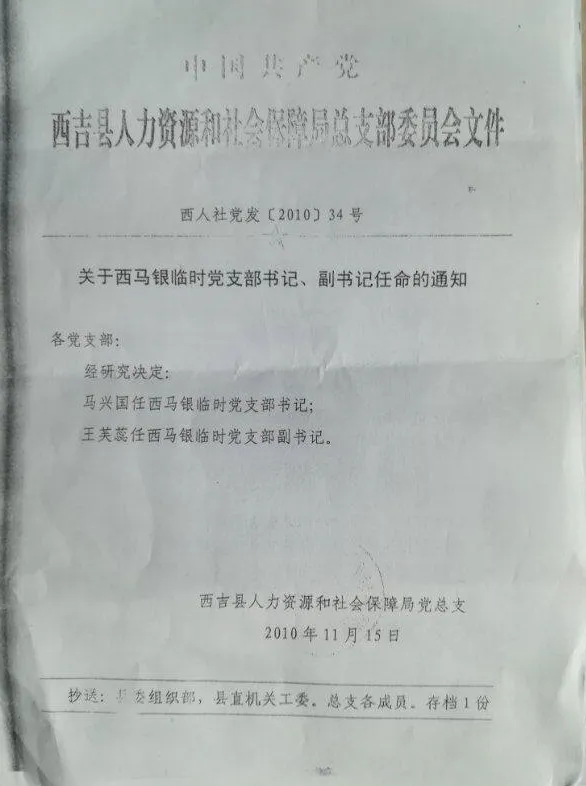 中国共产党
西吉县人力资源和社会保障局总支部委员会文件
西人社党发〔2010〕34号
关于西马银临时党支部书记、副书记任命的通知
各党支部：
经研究决定：
马兴国任西马银临时党支部书记；
王芙蕊任西马银临时党支部副书记。
西吉县人力资源和社会保障局党总支
2010年11月15日
抄送：县委组织部，县直机关工委。总支各成员。存档1份